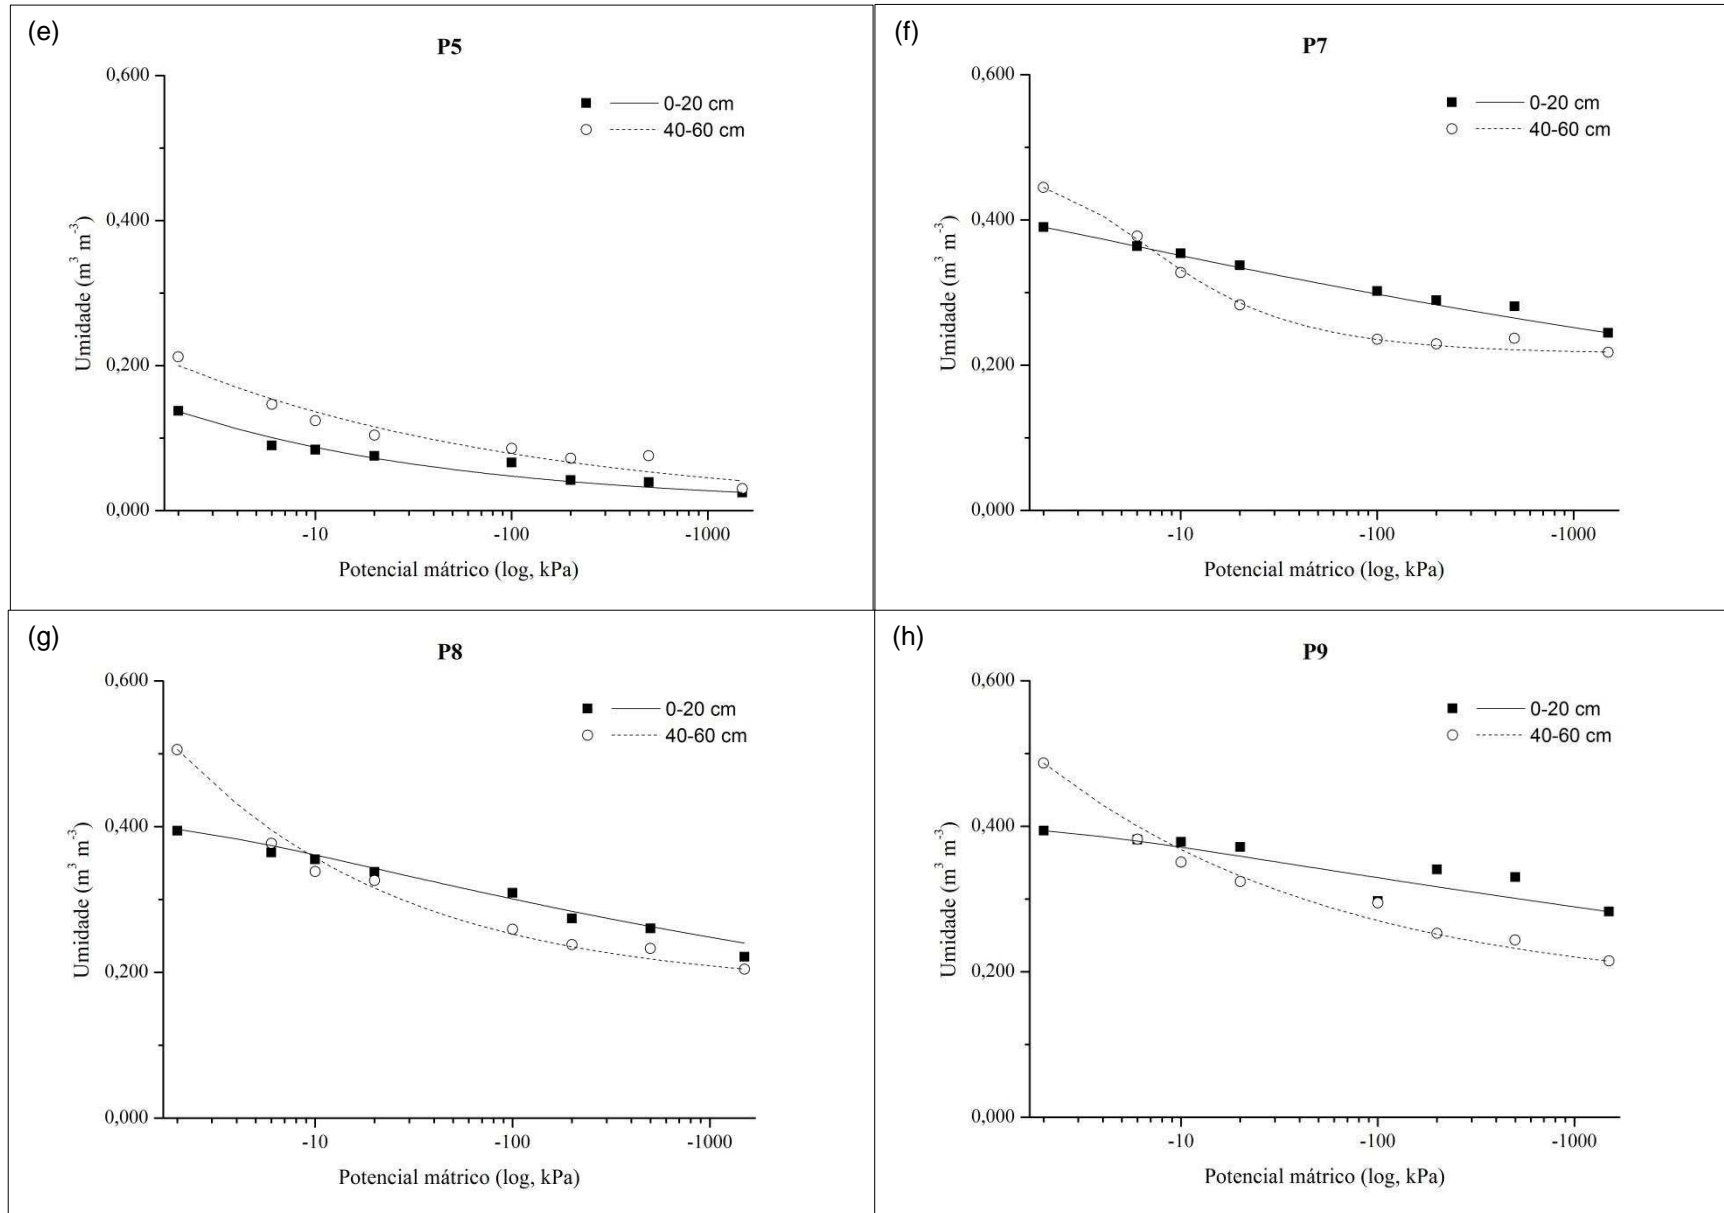 (e)
P5
0,600
0,400
0,200
0,000
Umidade (m³ m⁻³)
0-20 cm
40-60 cm
-10
-100
-1000
Potencial mátrico (log, kPa)
(f)
P7
0,600
0,400
0,200
0,000
Umidade (m³ m⁻³)
0-20 cm
40-60 cm
-10
-100
-1000
Potencial mátrico (log, kPa)
(g)
P8
0,600
0,400
0,200
0,000
Umidade (m³ m⁻³)
0-20 cm
40-60 cm
-10
-100
-1000
Potencial mátrico (log, kPa)
(h)
P9
0,600
0,400
0,200
0,000
Umidade (m³ m⁻³)
0-20 cm
40-60 cm
-10
-100
-1000
Potencial mátrico (log, kPa)